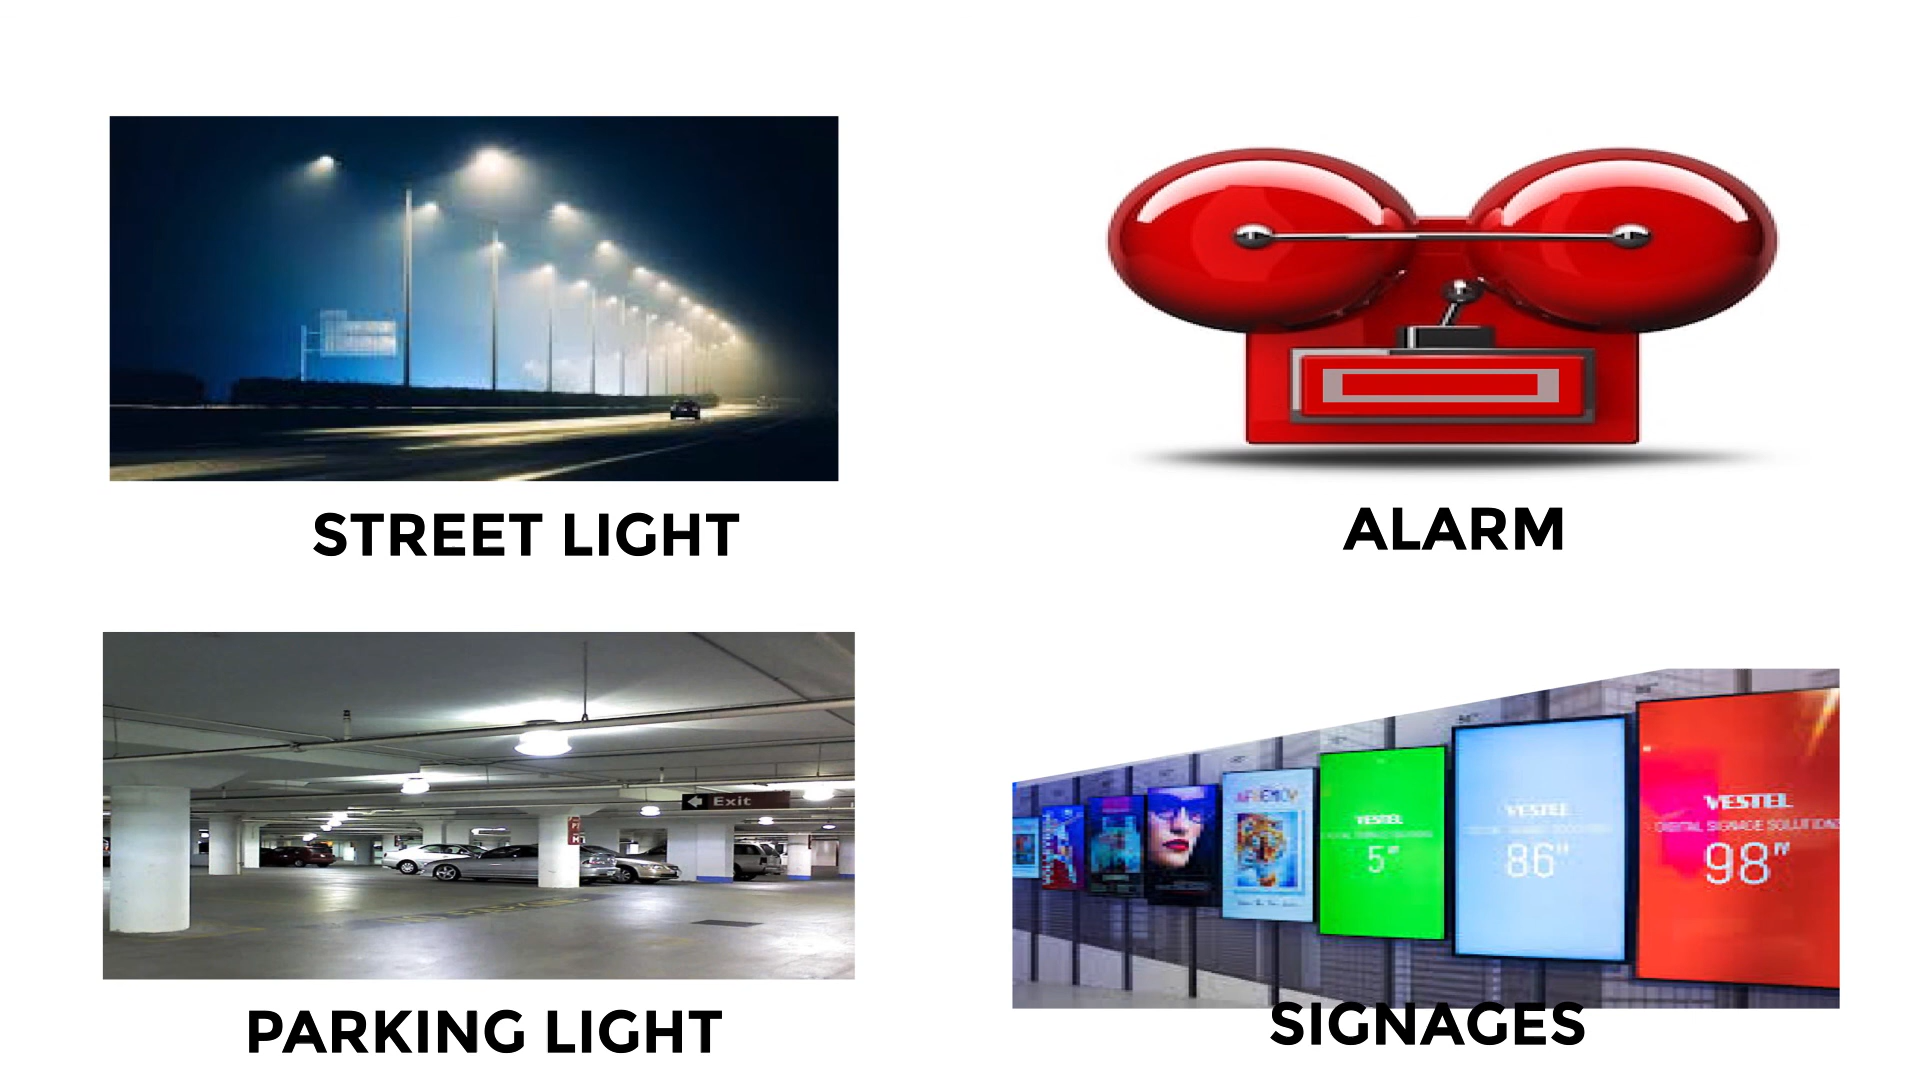 STREET LIGHT
ALARM
Exit
PARKING LIGHT
VESTEL
5"
VESTEL
86"
VESTEL
DIGITAL SIGNAGE SOLUTIONS
98"
SIGNAGES